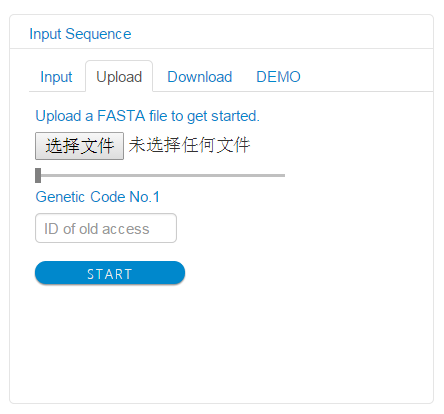 Input Sequence
Input Upload Download DEMO
Upload a FASTA file to get started.
选择文件 未选择任何文件
Genetic Code No.1
ID of old access
START